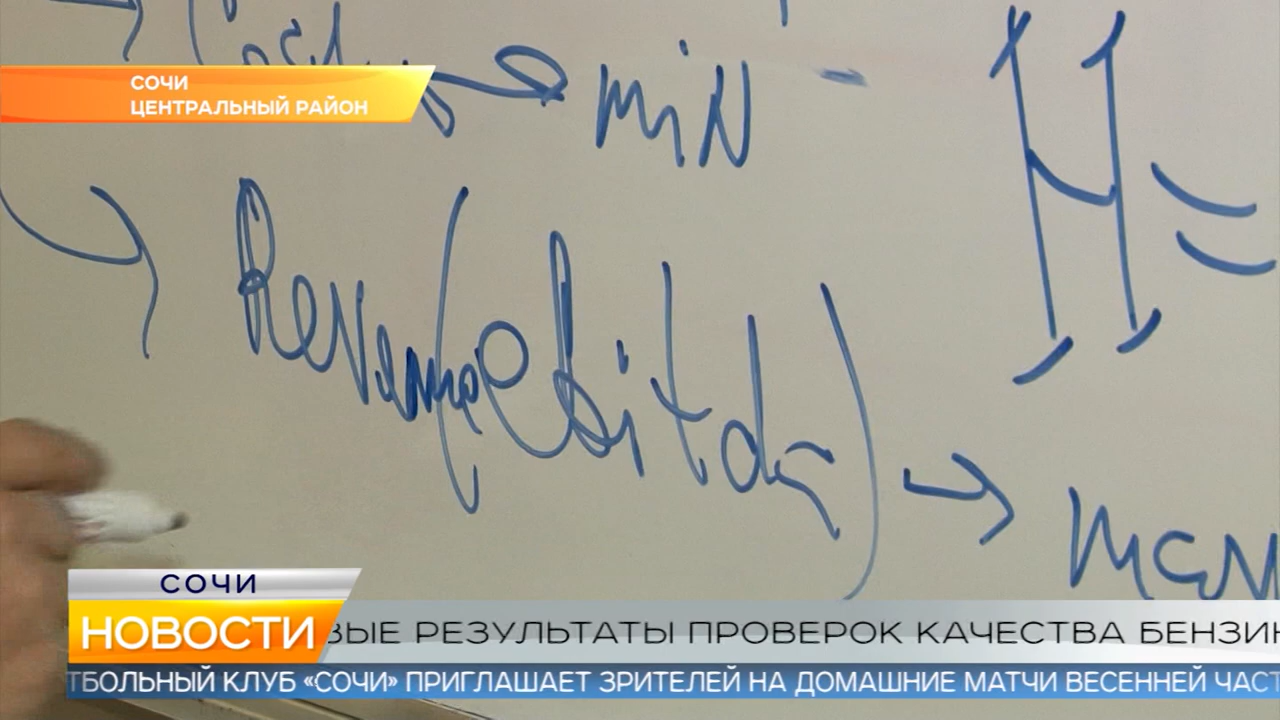 → Costs → min
СОЧИ
ЦЕНТРАЛЬНЫЙ РАЙОН
H =
→ Revenue (ebitda) →
СОЧИ
НОВОСТИ
ВЫЕ РЕЗУЛЬТАТЫ ПРОВЕРОК КАЧЕСТВА БЕНЗИН
ТБОЛЬНЫЙ КЛУБ «СОЧИ» ПРИГЛАШАЕТ ЗРИТЕЛЕЙ НА ДОМАШНИЕ МАТЧИ ВЕСЕННЕЙ ЧАСТ